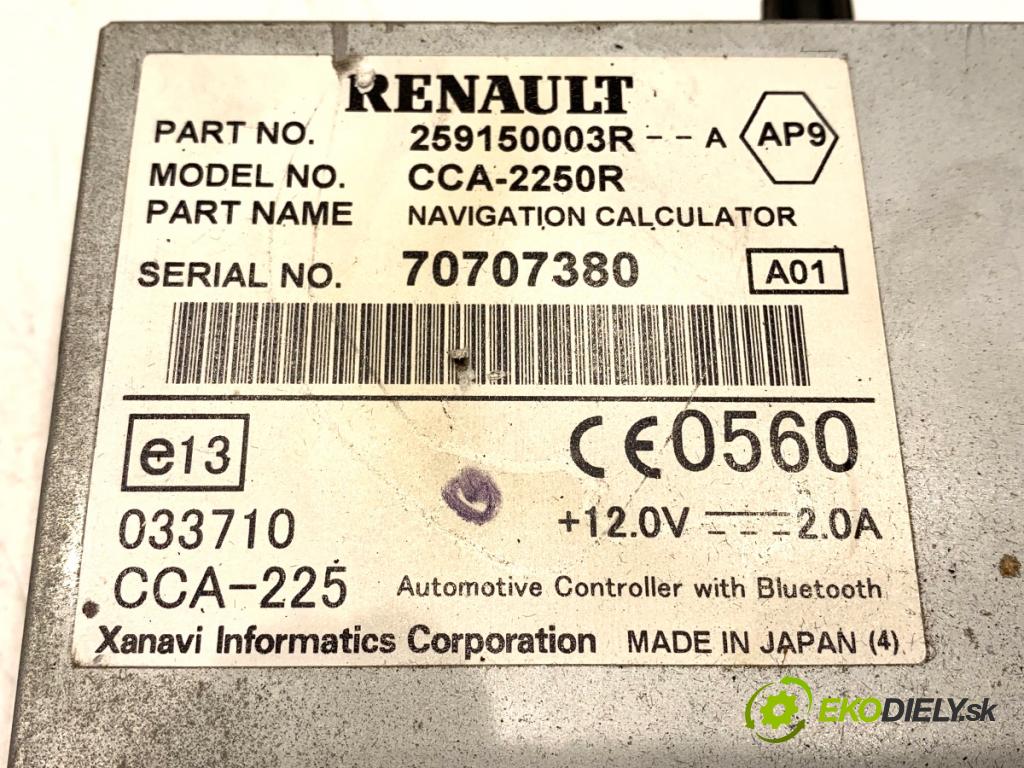 RENAULT
PART NO. 259150003R -- A AP9
MODEL NO. CCA-2250R
PART NAME NAVIGATION CALCULATOR
SERIAL NO. 70707380 A01
e13 CE0560
033710 +12.0V 2.0A
CCA-225 Automotive Controller with Bluetooth
Xanavi Informatics Corporation MADE IN JAPAN (4)
EKODIELY.sk